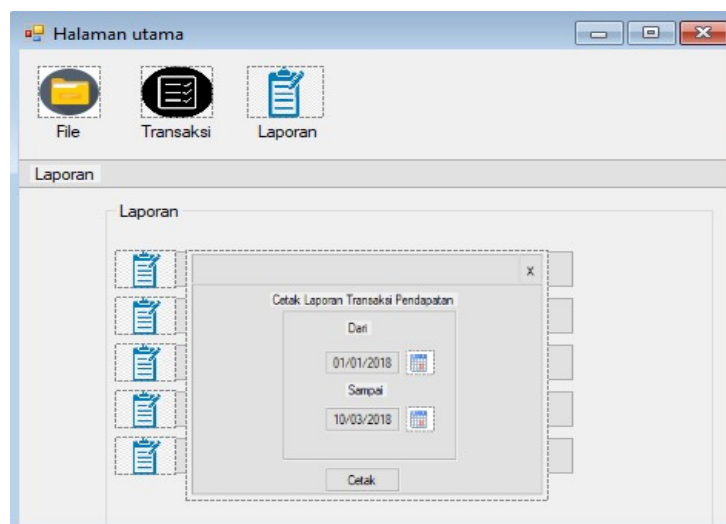 Halaman utama
File Transaksi Laporan
Laporan
Laporan
x
Cetak Laporan Transaksi Pendapatan
Dari
01/01/2018
Sampai
10/03/2018
Cetak